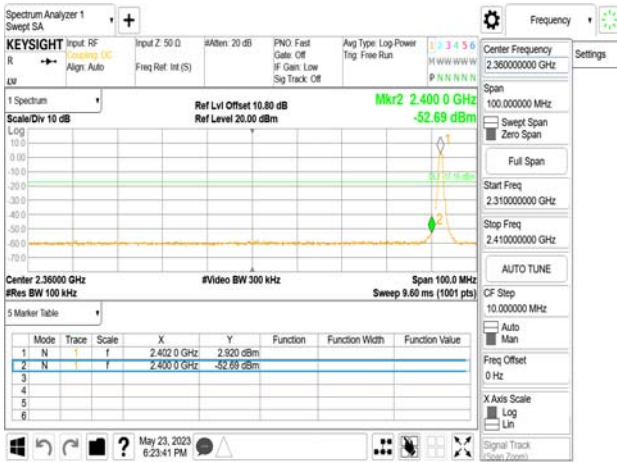 Spectrum Analyzer 1
Swept SA
Frequency
KEYSIGHT
Input: RF
Coupling: DC
Align: Auto
Input Z: 50 Ω
Freq Ref: Int (S)
#Atten: 20 dB
PNO: Fast
Gate: Off
IF Gain: Low
Sig Track: Off
Avg Type: Log-Power
Trig: Free Run
1 2 3 4 5 6
M W W W W W
P N N N N N
R
LXI
1 Spectrum
Scale/Div 10 dB
Ref Lvl Offset 10.80 dB
Ref Level 20.00 dBm
Mkr2 2.400 0 GHz
-52.69 dBm
Log
10.0
0.00
-10.0
-20.0
-30.0
-40.0
-50.0
-60.0
-70.0
1
2
Center 2.36000 GHz
#Res BW 100 kHz
#Video BW 300 kHz
Span 100.0 MHz
Sweep 9.60 ms (1001 pts)
5 Marker Table
Mode Trace Scale X Y Function Function Width Function Value
1 N 1 f 2.402 0 GHz 2.920 dBm
2 N 1 f 2.400 0 GHz -52.69 dBm
3
4
5
6
May 23, 2023
6:23:41 PM
Center Frequency
2.360000000 GHz
Settings
Span
100.000000 MHz
Swept Span
Zero Span
Full Span
Start Freq
2.310000000 GHz
Stop Freq
2.410000000 GHz
AUTO TUNE
CF Step
10.000000 MHz
Auto
Man
Freq Offset
0 Hz
X Axis Scale
Log
Lin
Signal Track
(Span Zoom)